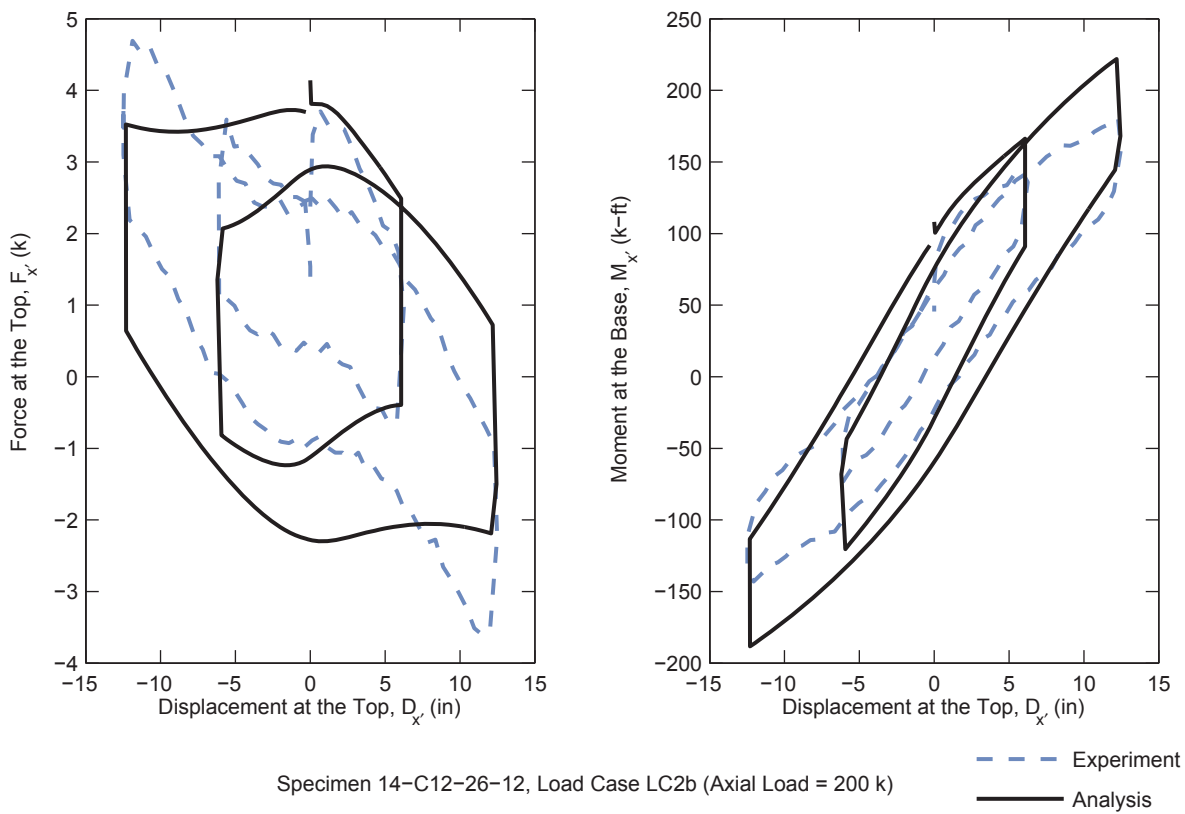 5
4
3
2
1
0
−1
−2
−3
−4
−15 −10 −5 0 5 10 15
Force at the Top, Fx′ (k)
Displacement at the Top, Dx′ (in)
250
200
150
100
50
0
−50
−100
−150
−200
−15 −10 −5 0 5 10 15
Moment at the Base, Mx′ (k−ft)
Displacement at the Top, Dx′ (in)
Specimen 14−C12−26−12, Load Case LC2b (Axial Load = 200 k)
Experiment
Analysis